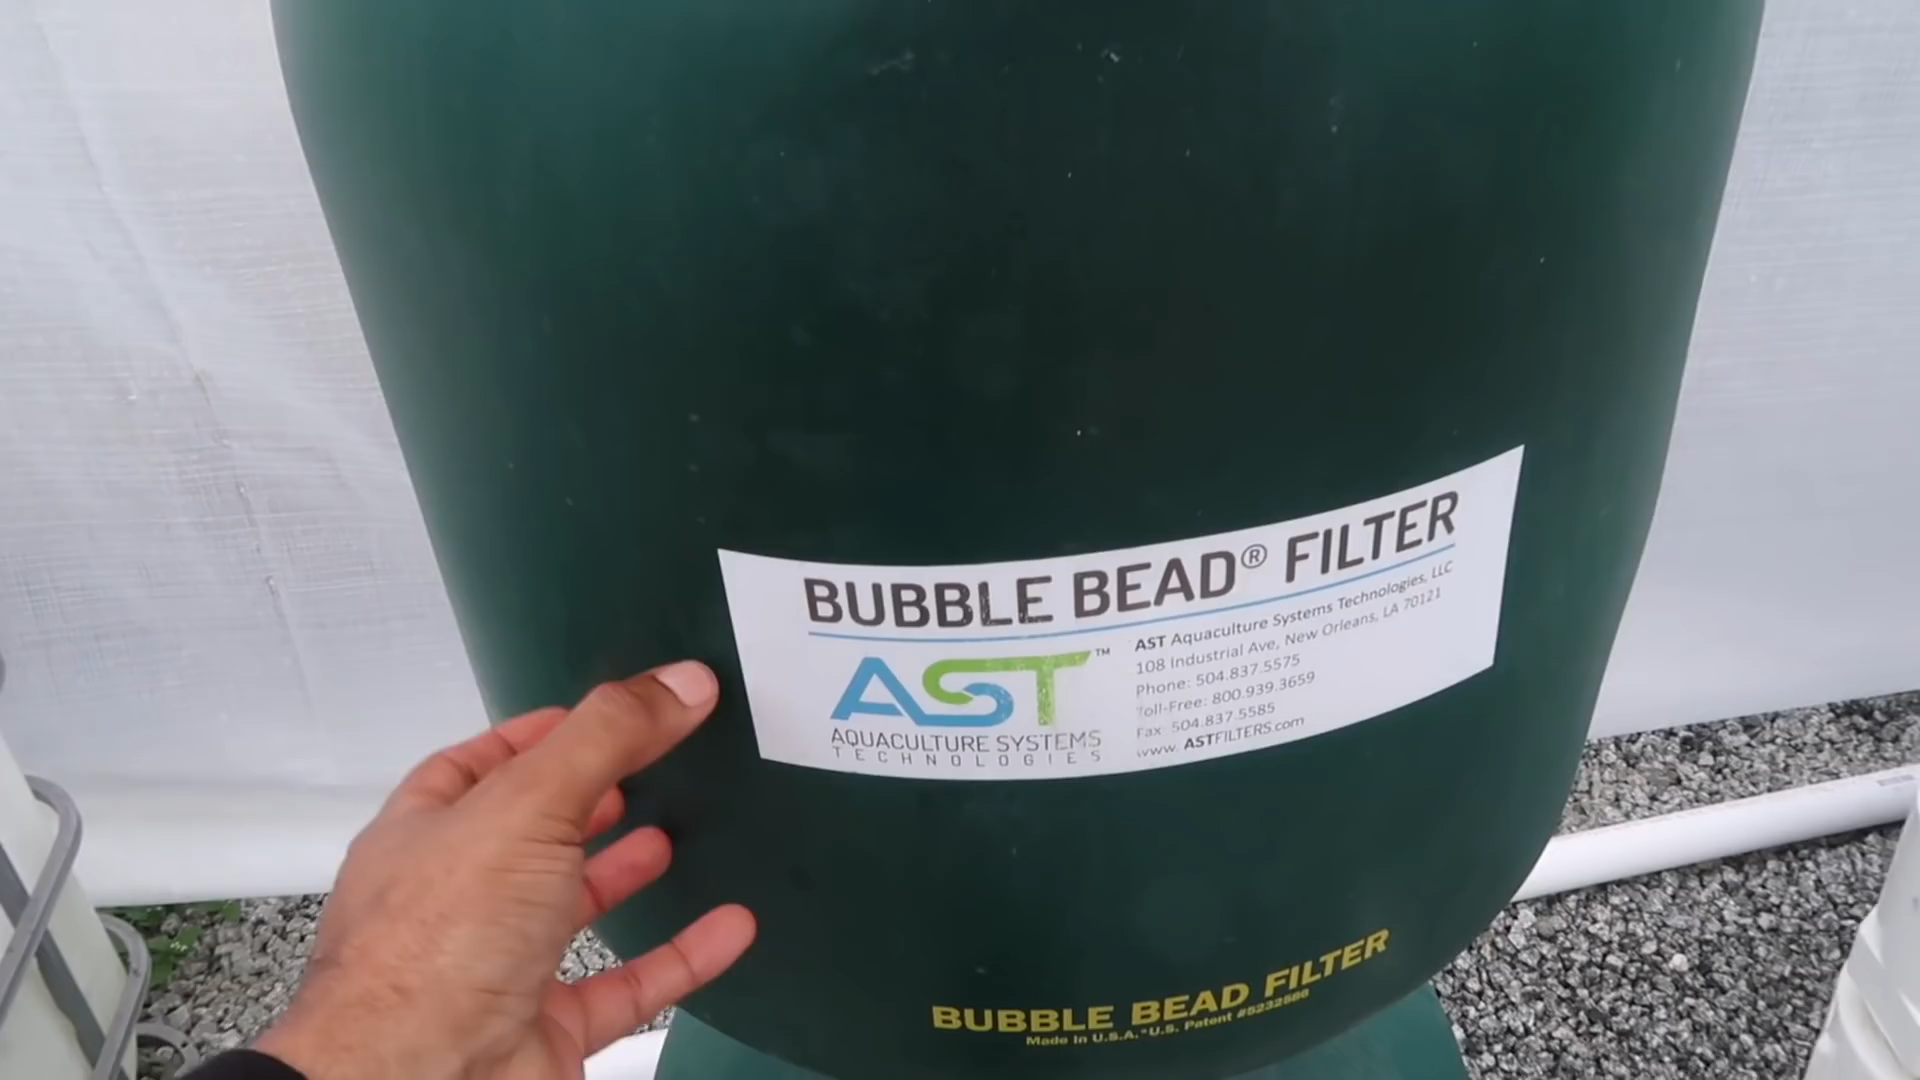 BUBBLE BEAD® FILTER
AST™
AQUACULTURE SYSTEMS
TECHNOLOGIES
AST Aquaculture Systems Technologies, LLC
108 Industrial Ave, New Orleans, LA 70121
Phone: 504.837.5575
Toll-Free: 800.939.3659
Fax: 504.837.5585
www. ASTFILTERS.com
BUBBLE BEAD FILTER
Made In U.S.A. * U.S. Patent #5232586